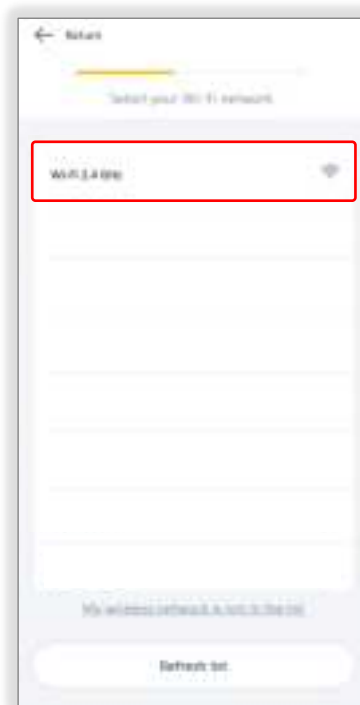 Return
Select your Wi-Fi network
Wi-Fi 2.4 GHz
My wireless network is not in the list
Refresh list